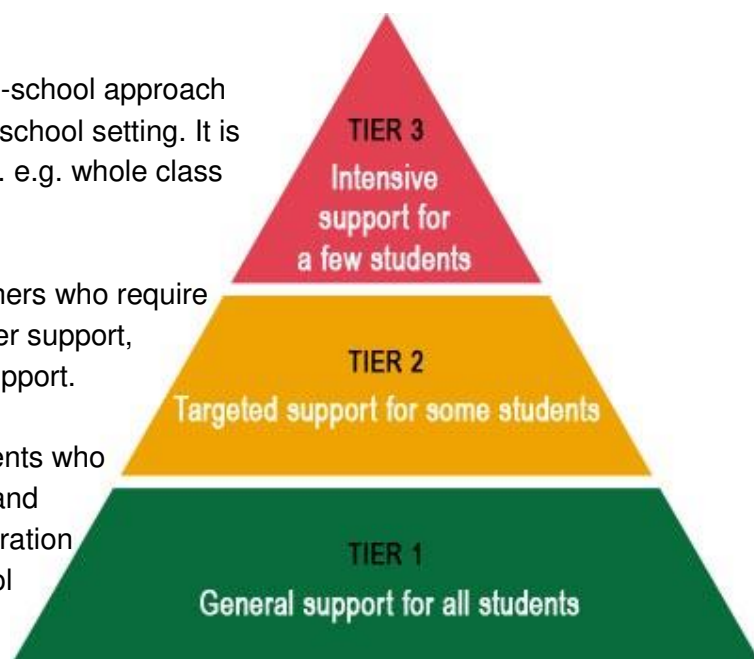 -school approach
school setting. It is
. e.g. whole class
ners who require
er support,
pport.
ents who
and
ration
ol
TIER 3
Intensive
support for
a few students
TIER 2
Targeted support for some students
TIER 1
General support for all students